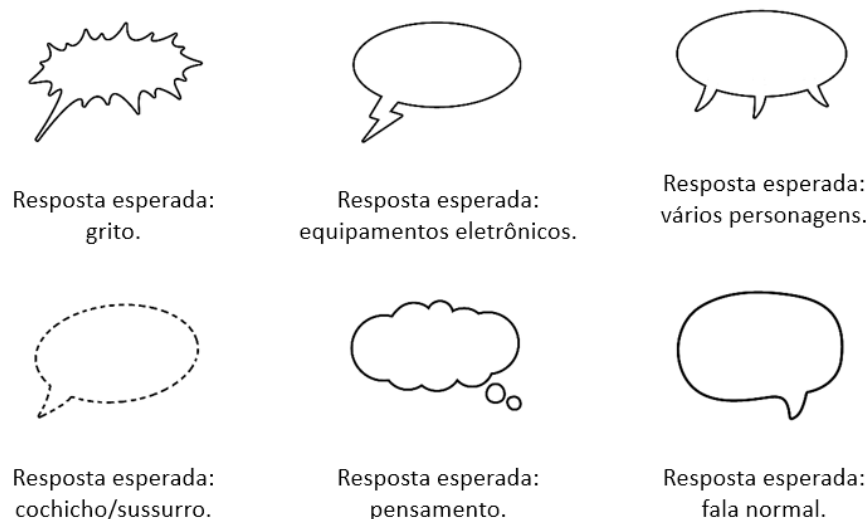 Resposta esperada:
grito.
Resposta esperada:
equipamentos eletrônicos.
Resposta esperada:
vários personagens.
Resposta esperada:
cochicho/sussurro.
Resposta esperada:
pensamento.
Resposta esperada:
fala normal.